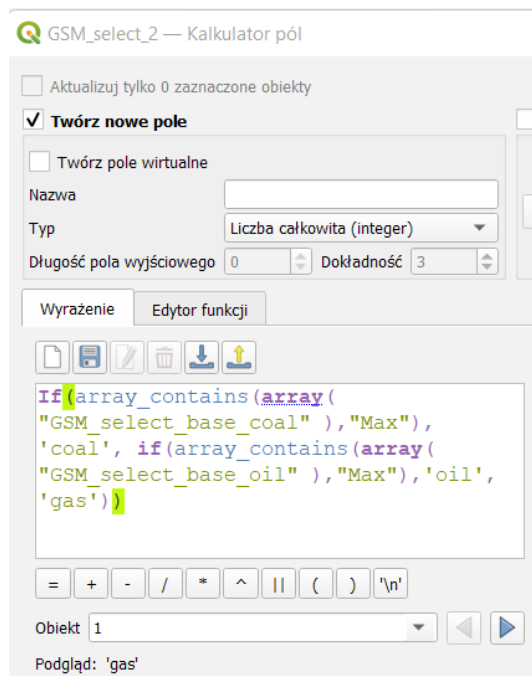 GSM_select_2 — Kalkulator pól
Aktualizuj tylko 0 zaznaczone obiekty
Twórz nowe pole
Twórz pole wirtualne
Nazwa
Typ Liczba całkowita (integer)
Długość pola wyjściowego 0 Dokładność 3
Wyrażenie Edytor funkcji
If(array_contains(array(
"GSM_select_base_coal" ),"Max"),
'coal', if(array_contains(array(
"GSM_select_base_oil" ),"Max"),'oil',
'gas'))
= + - / * ^ || ( ) '\n'
Obiekt 1
Podgląd: 'gas'